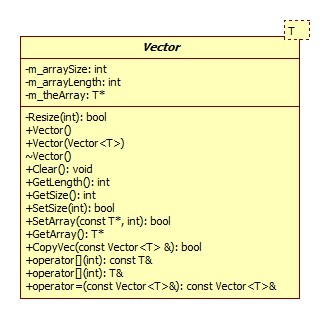 T
Vector
-m_arraySize: int
-m_arrayLength: int
-m_theArray: T*
-Resize(int): bool
+Vector()
+Vector(Vector<T>)
~Vector()
+Clear(): void
+GetLength(): int
+GetSize(): int
+SetSize(int): bool
+SetArray(const T*, int): bool
+GetArray(): T*
+CopyVec(const Vector<T> &): bool
+operator[](int): const T&
+operator[](int): T&
+operator=(const Vector<T>&): const Vector<T>&